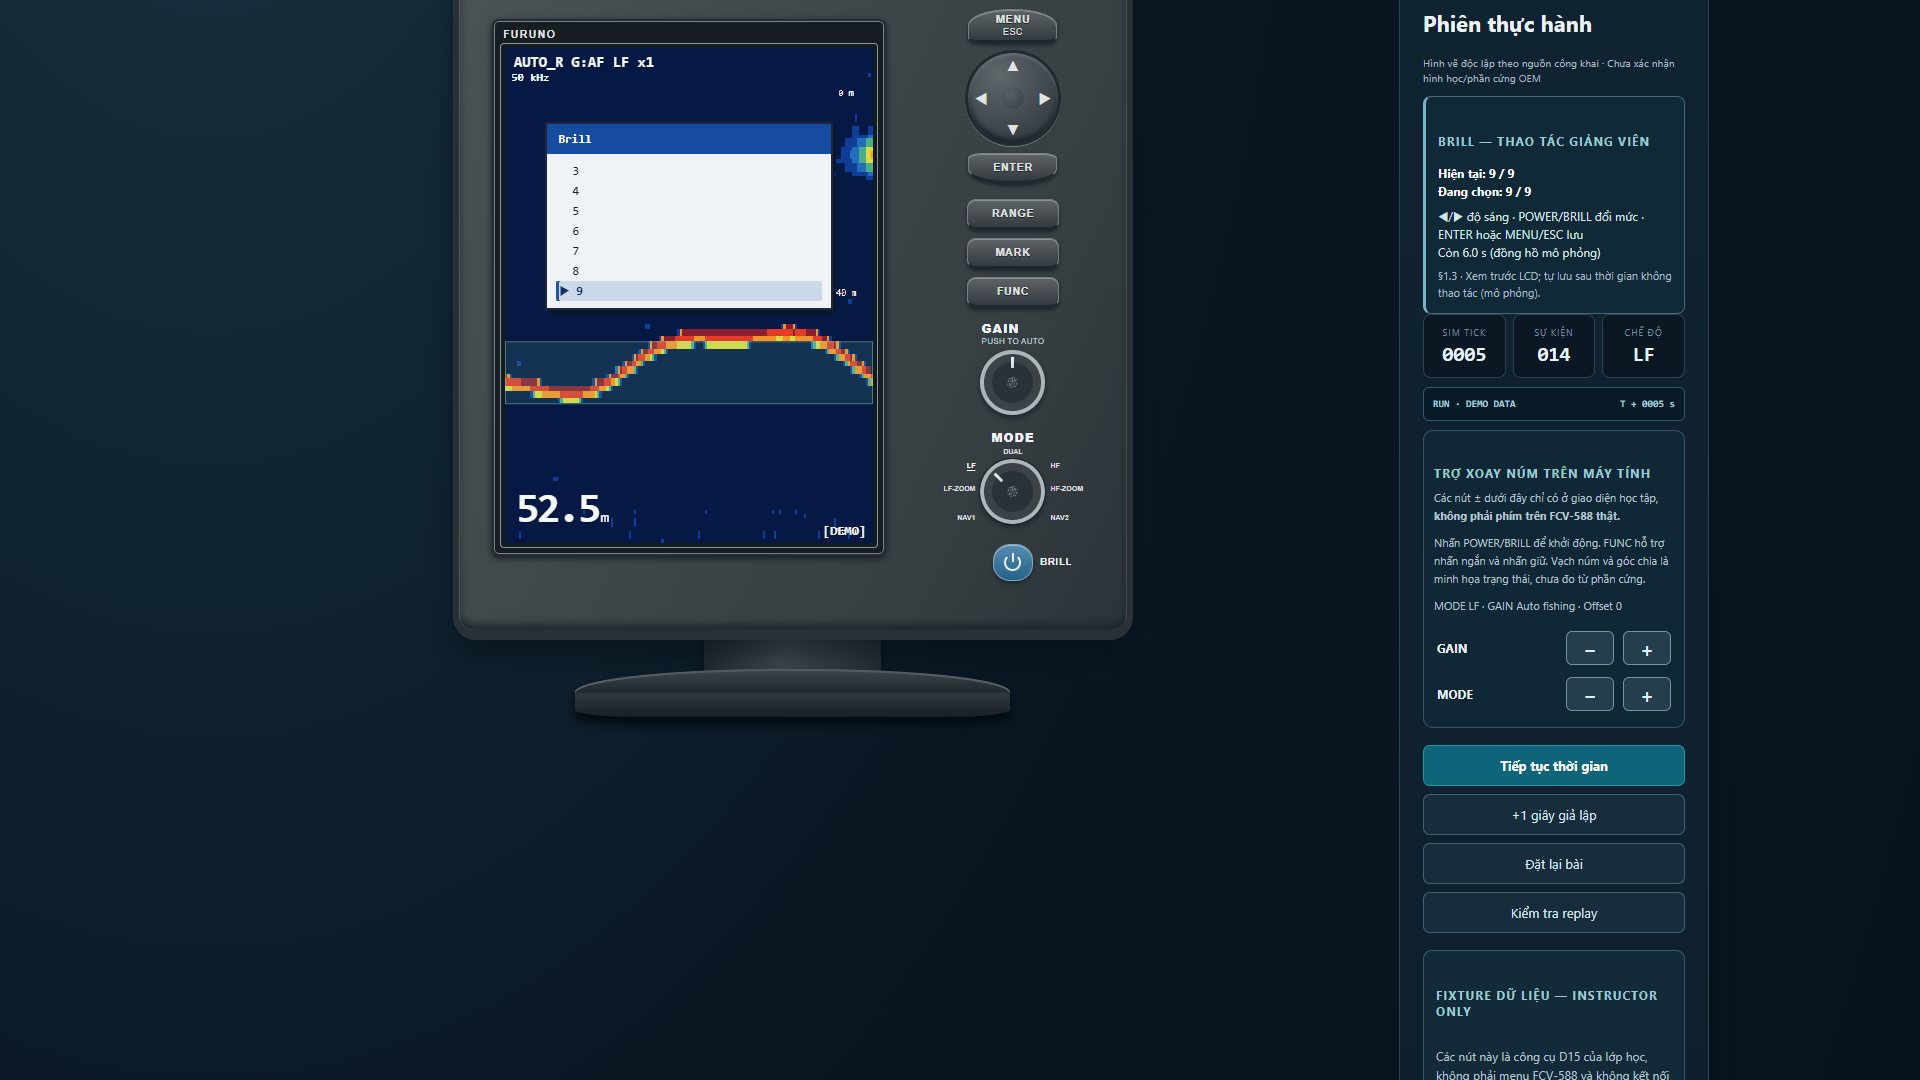 FURUNO
AUTO_R G:AF LF x1
50 kHz
0 m
Brill
3
4
5
6
7
8
▶ 9
40 m
52.5m
[DEMO]
MENU
ESC
▲
◀ ▶
▼
ENTER
RANGE
MARK
FUNC
GAIN
PUSH TO AUTO
MODE
DUAL
LF HF
LF-ZOOM HF-ZOOM
NAV1 NAV2
BRILL
Phiên thực hành
Hình vẽ độc lập theo nguồn công khai · Chưa xác nhận
hình học/phần cứng OEM
BRILL — THAO TÁC GIẢNG VIÊN
Hiện tại: 9 / 9
Đang chọn: 9 / 9
◀/▶ độ sáng · POWER/BRILL đổi mức ·
ENTER hoặc MENU/ESC lưu
Còn 6.0 s (đồng hồ mô phỏng)
§1.3 · Xem trước LCD; tự lưu sau thời gian không
thao tác (mô phỏng).
SIM TICK SỰ KIỆN CHẾ ĐỘ
0005 014 LF
RUN · DEMO DATA T + 0005 s
TRỢ XOAY NÚM TRÊN MÁY TÍNH
Các nút ± dưới đây chỉ có ở giao diện học tập,
không phải phím trên FCV-588 thật.
Nhấn POWER/BRILL để khởi động. FUNC hỗ trợ
nhấn ngắn và nhấn giữ. Vạch núm và góc chia là
minh họa trạng thái, chưa đo từ phần cứng.
MODE LF · GAIN Auto fishing · Offset 0
GAIN − +
MODE − +
Tiếp tục thời gian
+1 giây giả lập
Đặt lại bài
Kiểm tra replay
FIXTURE DỮ LIỆU — INSTRUCTOR
ONLY
Các nút này là công cụ D15 của lớp học,
không phải menu FCV-588 và không kết nối